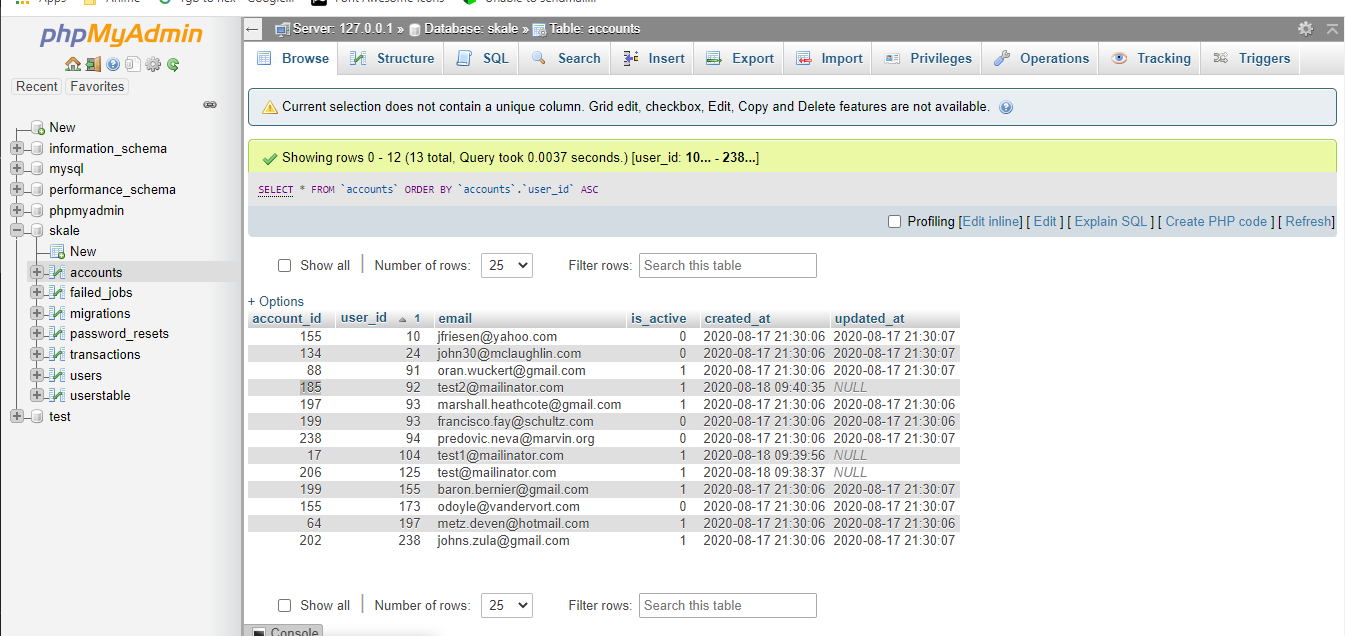 Apps
Anime
phpMyAdmin
Recent Favorites
New
information_schema
mysql
performance_schema
phpmyadmin
skale
New
accounts
failed_jobs
migrations
password_resets
transactions
users
userstable
test
Server: 127.0.0.1 » Database: skale » Table: accounts
Browse Structure SQL Search Insert Export Import Privileges Operations Tracking Triggers
Current selection does not contain a unique column. Grid edit, checkbox, Edit, Copy and Delete features are not available.
Showing rows 0 - 12 (13 total, Query took 0.0037 seconds.) [user_id: 10... - 238...]
SELECT * FROM `accounts` ORDER BY `accounts`.`user_id` ASC
Profiling [Edit inline] [ Edit ] [ Explain SQL ] [ Create PHP code ] [ Refresh]
Show all Number of rows: 25 Filter rows: Search this table
+ Options
account_id user_id 1 email is_active created_at updated_at
155 10 jfriesen@yahoo.com 0 2020-08-17 21:30:06 2020-08-17 21:30:07
134 24 john30@mclaughlin.com 0 2020-08-17 21:30:06 2020-08-17 21:30:07
88 91 oran.wuckert@gmail.com 1 2020-08-17 21:30:06 2020-08-17 21:30:07
185 92 test2@mailinator.com 1 2020-08-18 09:40:35 NULL
197 93 marshall.heathcote@gmail.com 1 2020-08-17 21:30:06 2020-08-17 21:30:06
199 93 francisco.fay@schultz.com 0 2020-08-17 21:30:06 2020-08-17 21:30:06
238 94 predovic.neva@marvin.org 0 2020-08-17 21:30:06 2020-08-17 21:30:07
17 104 test1@mailinator.com 1 2020-08-18 09:39:56 NULL
206 125 test@mailinator.com 1 2020-08-18 09:38:37 NULL
199 155 baron.bernier@gmail.com 1 2020-08-17 21:30:06 2020-08-17 21:30:07
155 173 odoyle@vandervort.com 0 2020-08-17 21:30:06 2020-08-17 21:30:07
64 197 metz.deven@hotmail.com 1 2020-08-17 21:30:06 2020-08-17 21:30:06
202 238 johns.zula@gmail.com 1 2020-08-17 21:30:06 2020-08-17 21:30:07
Show all Number of rows: 25 Filter rows: Search this table
Console